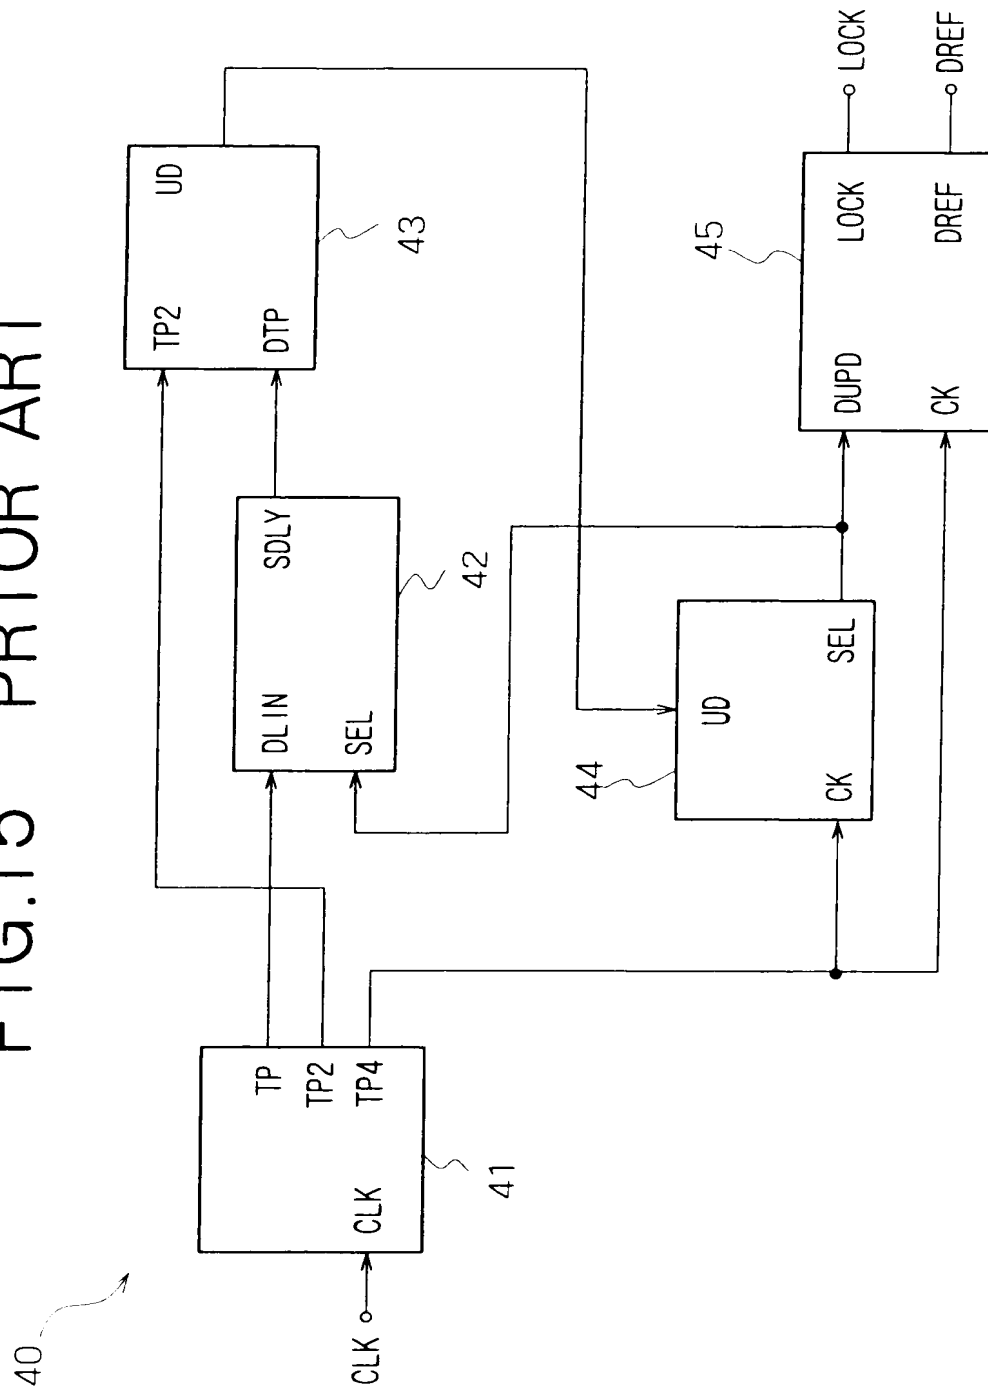 FIG.15 PRIOR ART
40
CLK
CLK
TP
TP2
TP4
41
DLIN
SEL
SDLY
42
TP2
DTP
UD
43
44
UD
CK
SEL
45
DUPD
CK
LOCK
DREF
LOCK
DREF